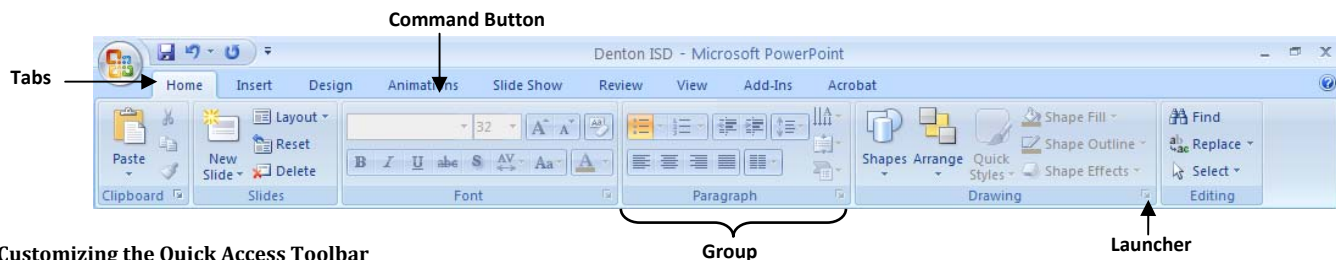 Command Button
Denton ISD - Microsoft PowerPoint
Tabs
Home Insert Design Animations Slide Show Review View Add-Ins Acrobat
Paste
Clipboard
New Slide
Layout
Reset
Delete
Slides
32
A A
B I U abe S AV Aa A
Font
Paragraph
Shapes
Arrange
Quick Styles
Shape Fill
Shape Outline
Shape Effects
Drawing
Find
Replace
Select
Editing
Group
Launcher
Customizing the Quick Access Toolbar